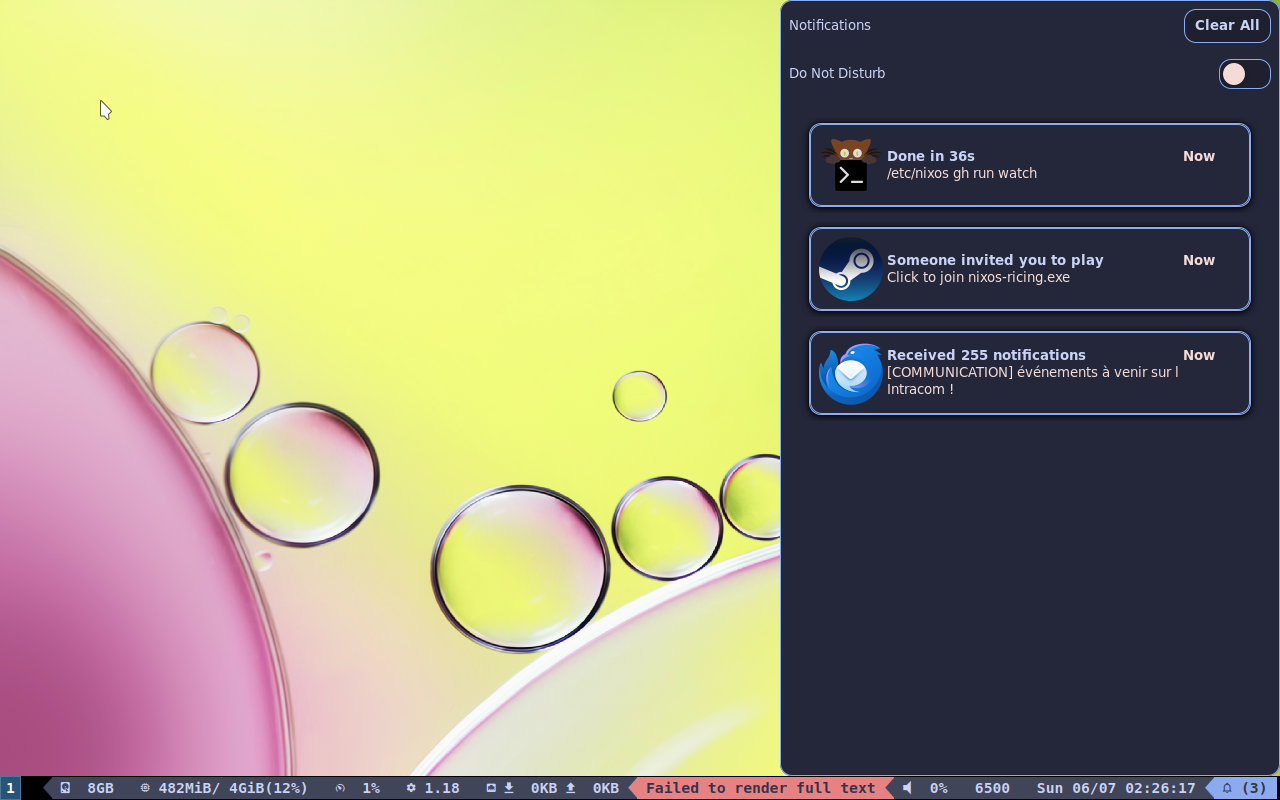 Notifications
Clear All
Do Not Disturb
Done in 36s
Now
/etc/nixos gh run watch
Someone invited you to play
Now
Click to join nixos-ricing.exe
Received 255 notifications
Now
[COMMUNICATION] événements à venir sur l
Intracom !
1 8GB 482MiB/ 4GiB(12%) 1% 1.18 0KB 0KB Failed to render full text 0% 6500 Sun 06/07 02:26:17 (3)